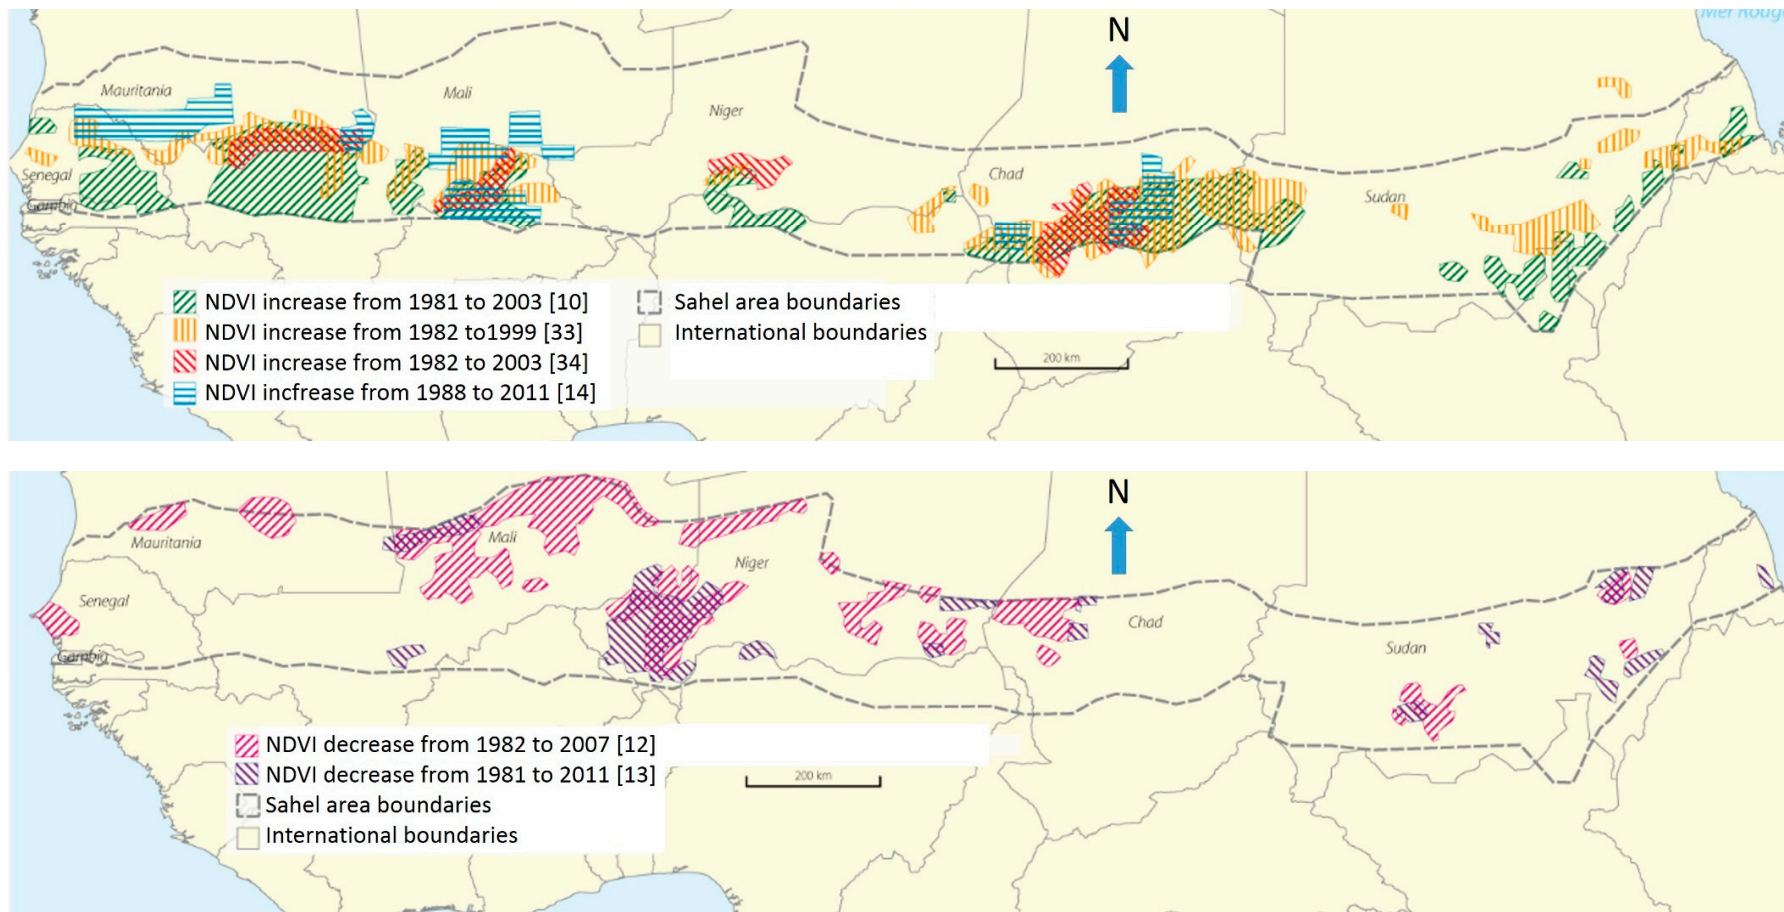 Mer Rouge
N
Mauritania
Mali
Niger
Senegal
Chad
Sudan
Gambia
NDVI increase from 1981 to 2003 [10]
Sahel area boundaries
NDVI increase from 1982 to1999 [33]
International boundaries
NDVI increase from 1982 to 2003 [34]
200 km
NDVI incfrease from 1988 to 2011 [14]
N
Mauritania
Mali
Niger
Senegal
Chad
Sudan
Gambia
NDVI decrease from 1982 to 2007 [12]
NDVI decrease from 1981 to 2011 [13]
200 km
Sahel area boundaries
International boundaries